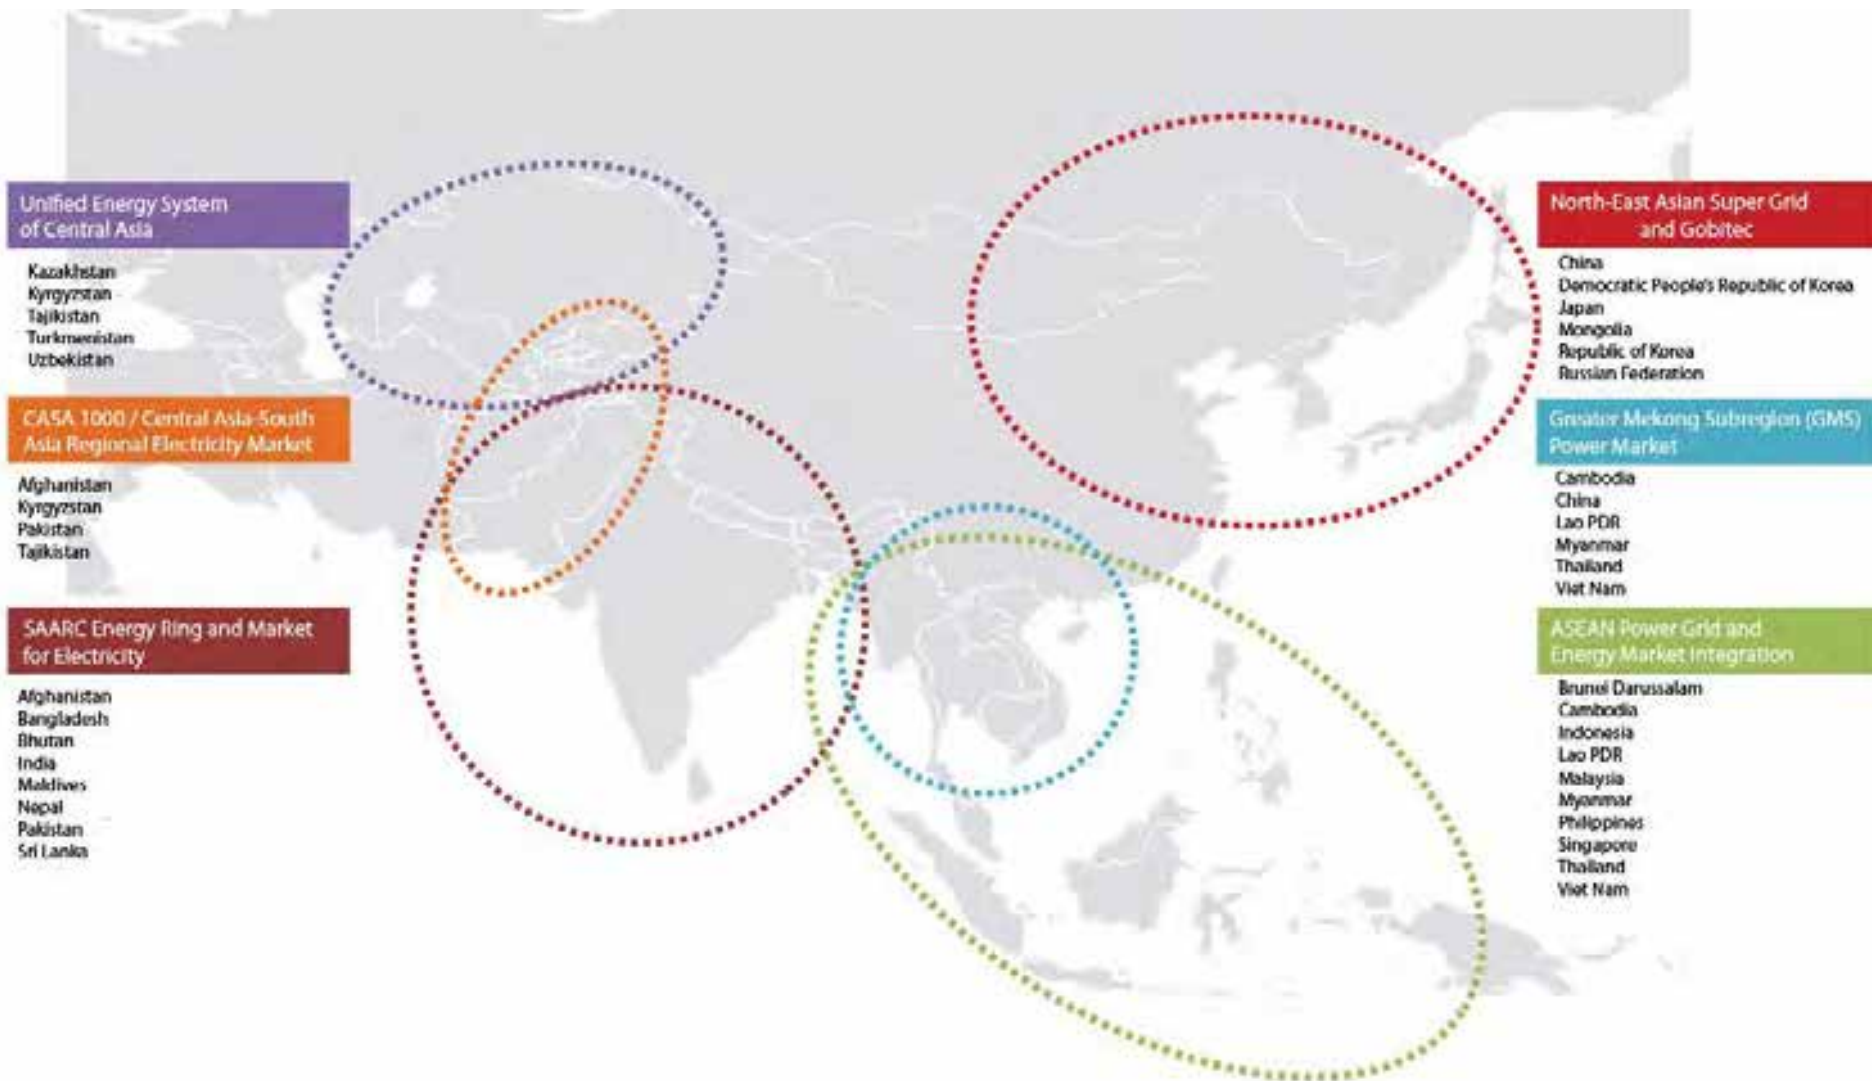 Unified Energy System
of Central Asia
Kazakhstan
Kyrgyzstan
Tajikistan
Turkmenistan
Uzbekistan
CASA 1000 / Central Asia-South
Asia Regional Electricity Market
Afghanistan
Kyrgyzstan
Pakistan
Tajikistan
SAARC Energy Ring and Market
for Electricity
Afghanistan
Bangladesh
Bhutan
India
Maldives
Nepal
Pakistan
Sri Lanka
North-East Asian Super Grid
and Gobitec
China
Democratic People's Republic of Korea
Japan
Mongolia
Republic of Korea
Russian Federation
Greater Mekong Subregion (GMS)
Power Market
Cambodia
China
Lao PDR
Myanmar
Thailand
Viet Nam
ASEAN Power Grid and
Energy Market Integration
Brunei Darussalam
Cambodia
Indonesia
Lao PDR
Malaysia
Myanmar
Philippines
Singapore
Thailand
Viet Nam